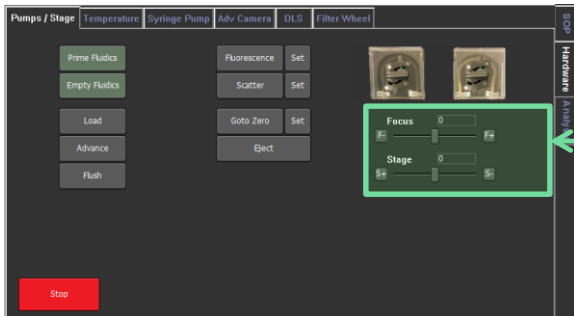 Pumps / Stage Temperature Syringe Pump Adv Camera DLS Filter Wheel
SOP
Hardware
Analy
Prime Fluidics
Empty Fluidics
Load
Advance
Flush
Fluorescence Set
Scatter Set
Goto Zero Set
Eject
Focus 0
F- F+
Stage 0
S+ S-
Stop